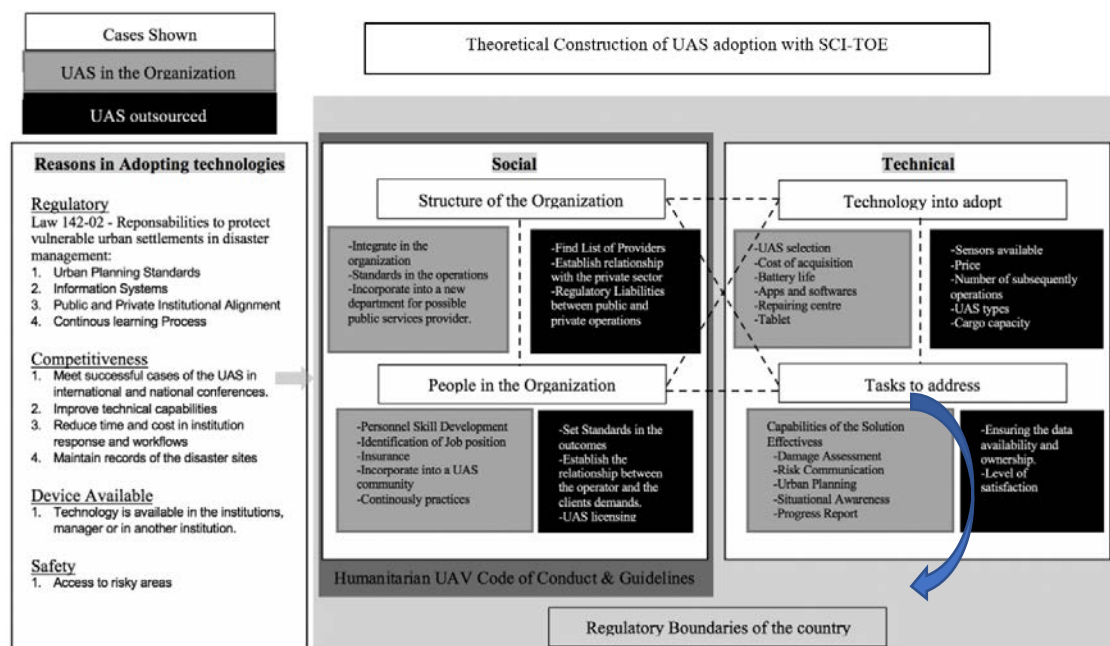 Cases Shown
UAS in the Organization
UAS outsourced
Theoretical Construction of UAS adoption with SCI-TOE
Reasons in Adopting technologies
Regulatory
Law 142-02 - Reponsabilities to protect
vulnerable urban settlements in disaster
management:
1. Urban Planning Standards
2. Information Systems
3. Public and Private Institutional Alignment
4. Continous learning Process
Competitiveness
1. Meet successful cases of the UAS in
international and national conferences.
2. Improve technical capabilities
3. Reduce time and cost in institution
response and workflows
4. Maintain records of the disaster sites
Device Available
1. Technology is available in the institutions,
manager or in another institution.
Safety
1. Access to risky areas
Social
Structure of the Organization
-Integrate in the
organization
-Standards in the operations
-Incorporate into a new
department for possible
public services provider.
-Find List of Providers
-Establish relationship
with the private sector
-Regulatory Liabilities
between public and
private operations
People in the Organization
-Personnel Skill Development
-Identification of Job position
-Insurance
-Incorporate into a UAS
community
-Continously practices
-Set Standards in the
outcomes
-Establish the
relationship between
the operator and the
clients demands.
-UAS licensing
Humanitarian UAV Code of Conduct & Guidelines
Technical
Technology into adopt
-UAS selection
-Cost of acquisition
-Battery life
-Apps and softwares
-Repairing centre
-Tablet
-Sensors available
-Price
-Number of subsequently
operations
-UAS types
-Cargo capacity
Tasks to address
Capabilities of the Solution
Effectivess
-Damage Assessment
-Risk Communication
-Urban Planning
-Situational Awareness
-Progress Report
-Ensuring the data
availability and
ownership.
-Level of
satisfaction
Regulatory Boundaries of the country